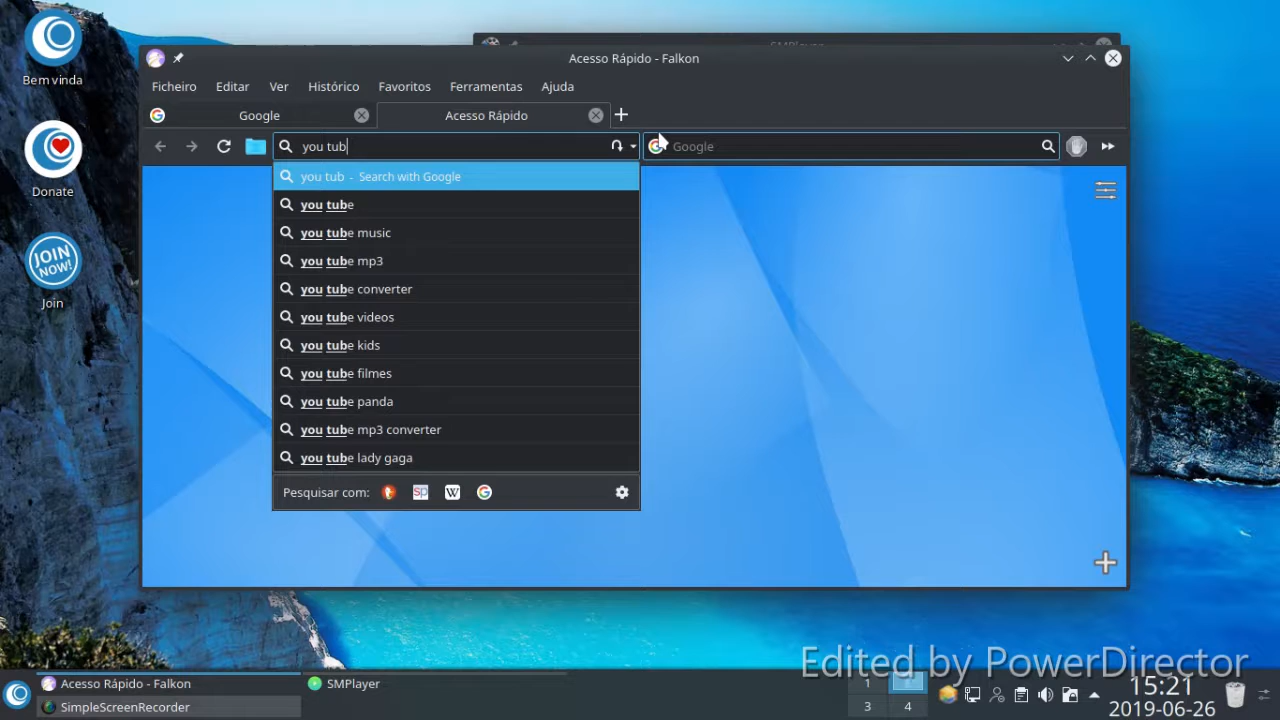 Bem vinda
Donate
JOIN NOW!
Join
SMPlayer
Acesso Rápido - Falkon
Ficheiro Editar Ver Histórico Favoritos Ferramentas Ajuda
Google Acesso Rápido
you tub Google
you tub - Search with Google
you tube
you tube music
you tube mp3
you tube converter
you tube videos
you tube kids
you tube filmes
you tube panda
you tube mp3 converter
you tube lady gaga
Pesquisar com: sp W G
Edited by PowerDirector
Acesso Rápido - Falkon SMPlayer
SimpleScreenRecorder
1
3 4
15:21
2019-06-26